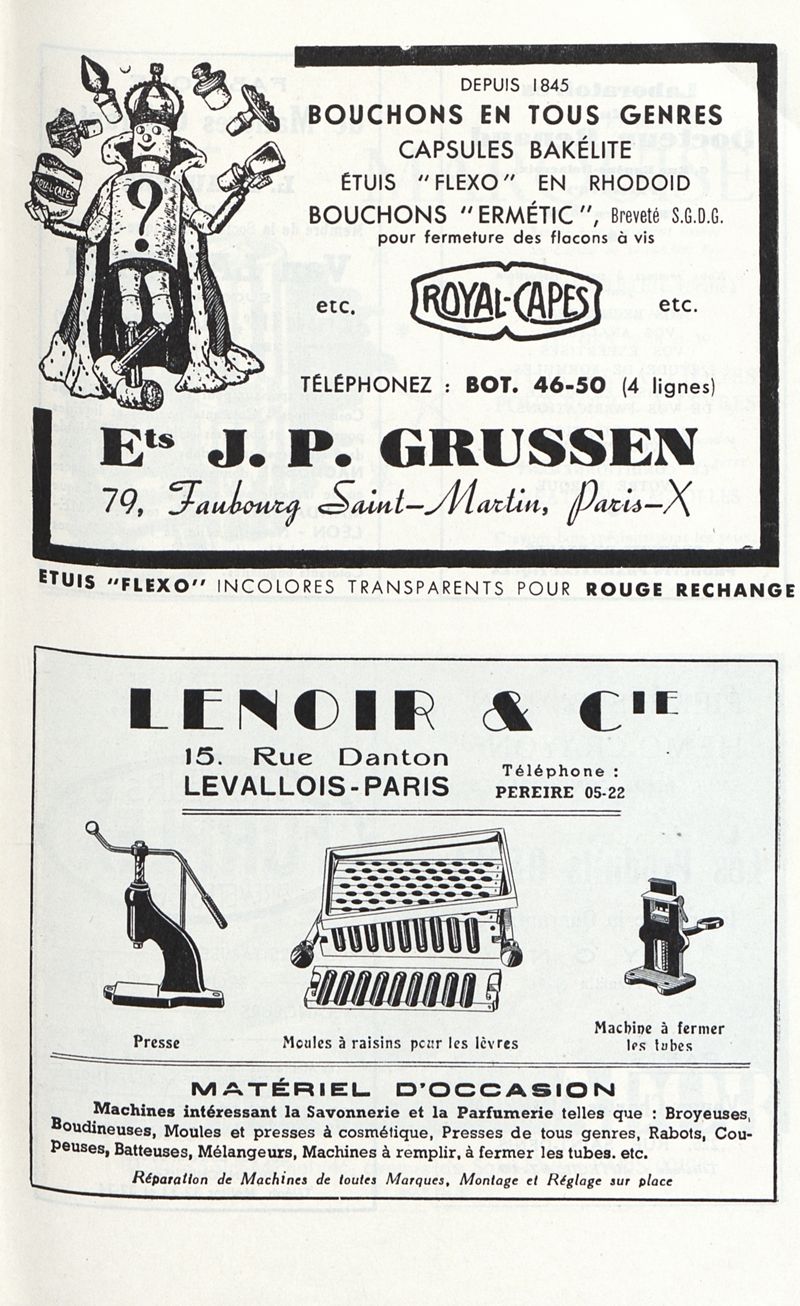 DEPUIS 1845
BOUCHONS EN TOUS GENRES
CAPSULES BAKÉLITE
ÉTUIS "FLEXO" EN RHODOID
BOUCHONS "ERMÉTIC", Breveté S.G.D.G.
pour fermeture des flacons à vis
ROYAL-CAPES
?
etc. ROYAL-CAPES etc.
TÉLÉPHONEZ : BOT. 46-50 (4 lignes)
Ets J. P. GRUSSEN
79, Faubourg Saint-Martin, Paris-X
ETUIS "FLEXO" INCOLORES TRANSPARENTS POUR ROUGE RECHANGE
LENOIR & CIE
15. Rue Danton
LEVALLOIS-PARIS
Téléphone :
PEREIRE 05-22
Presse
Moules à raisins pour les lèvres
Machine à fermer
les tubes
MATÉRIEL D'OCCASION
Machines intéressant la Savonnerie et la Parfumerie telles que : Broyeuses,
Boudineuses, Moules et presses à cosmétique, Presses de tous genres, Rabots, Cou-
peuses, Batteuses, Mélangeurs, Machines à remplir, à fermer les tubes. etc.
Réparation de Machines de toutes Marques, Montage et Réglage sur place